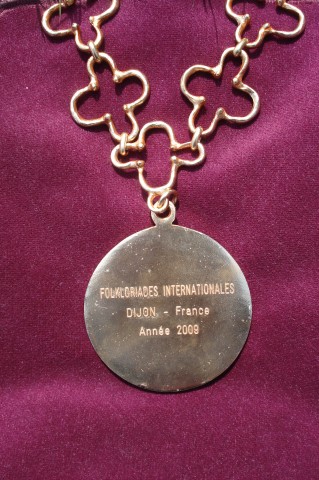 FOLKLORIADES INTERNATIONALES
DIJON - France
Année 2009